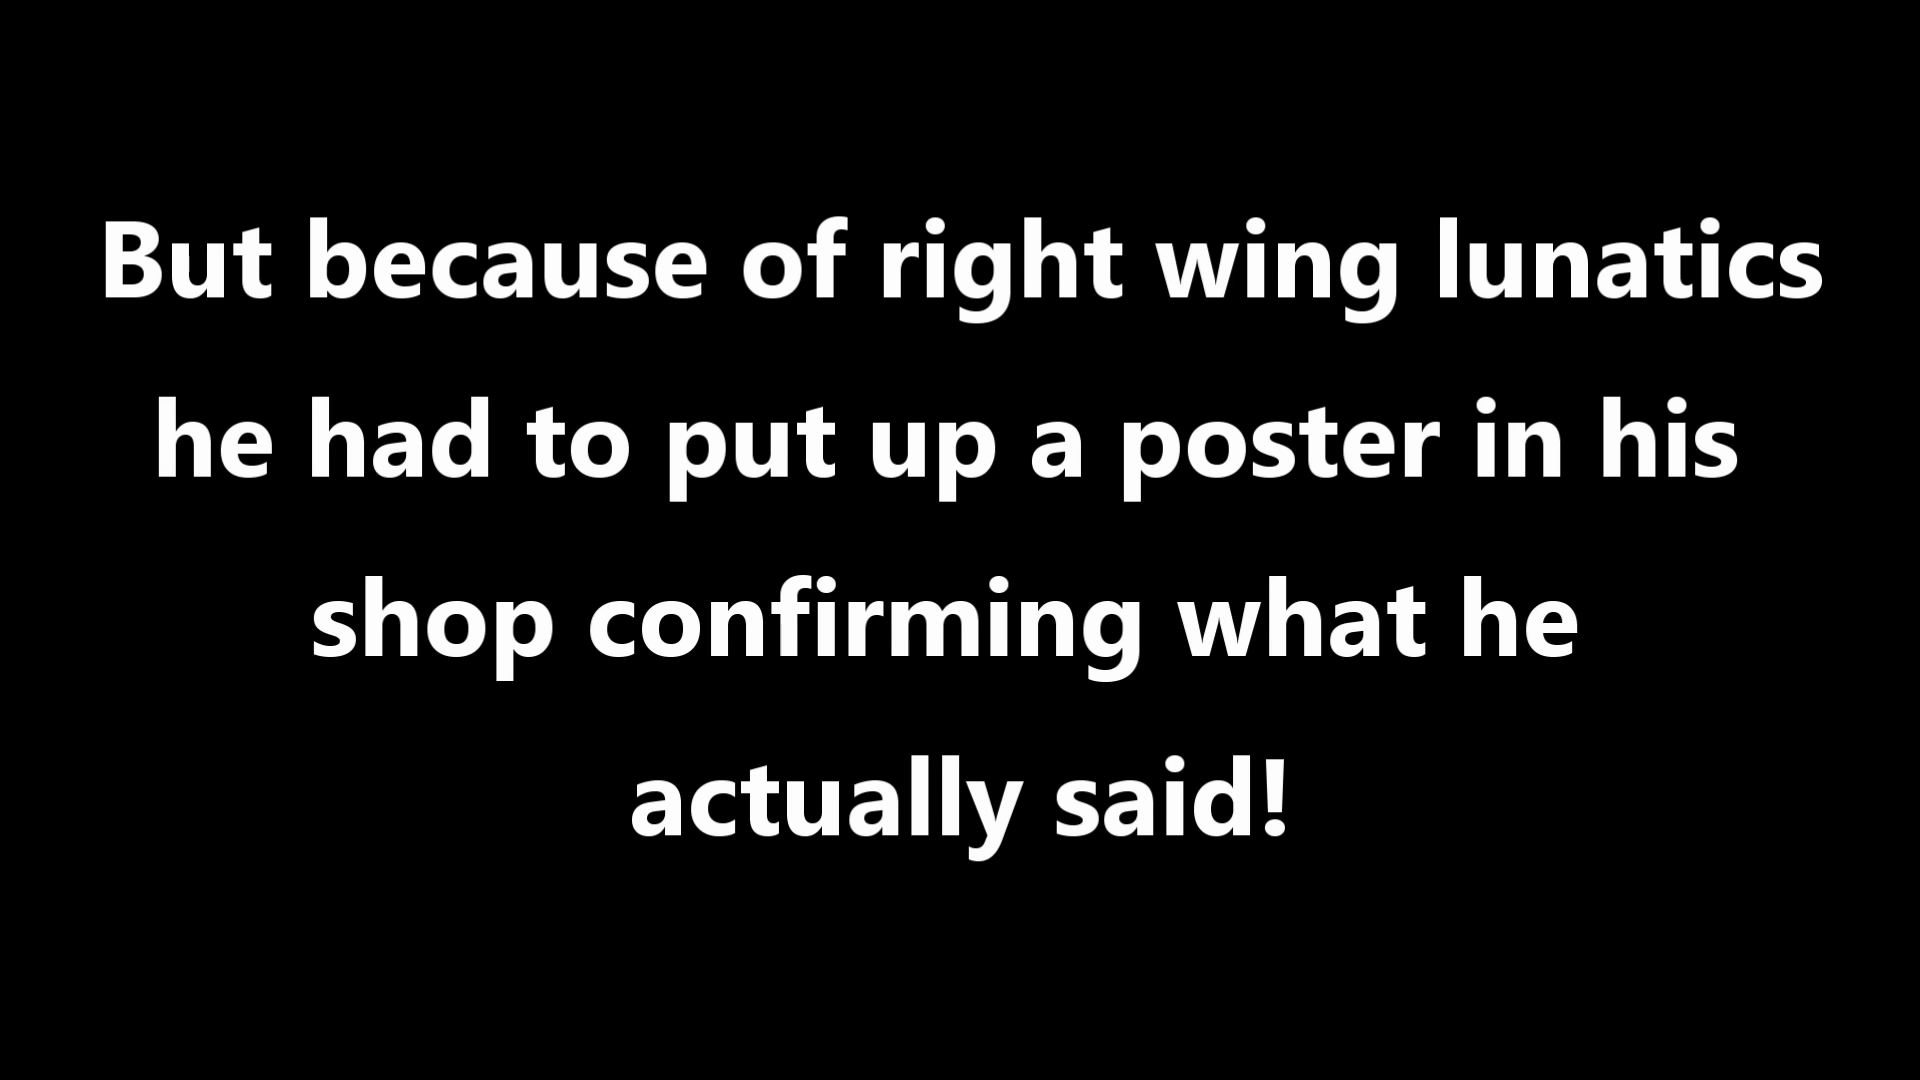 But because of right wing lunatics
he had to put up a poster in his
shop confirming what he
actually said!